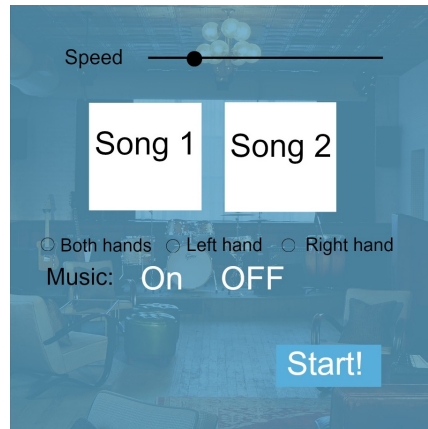 Speed
Song 1 Song 2
Both hands Left hand Right hand
Music: On OFF
Start!